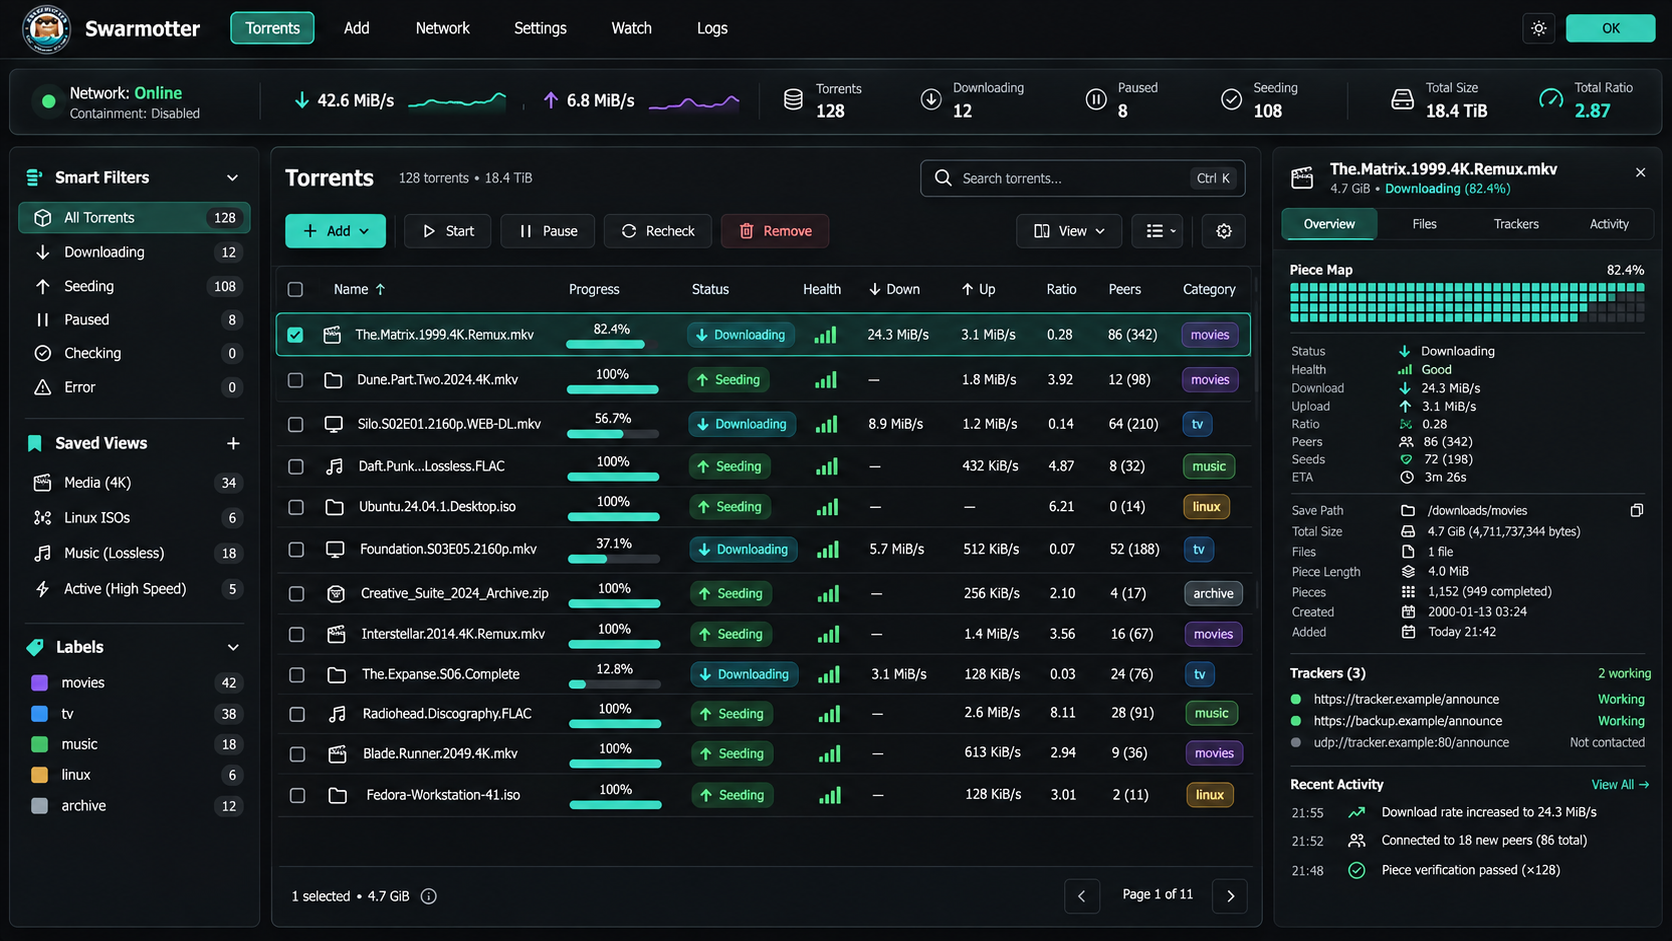 Swarmotter
Torrents
Add
Network
Settings
Watch
Logs
OK
Network: Online
Containment: Disabled
42.6 MiB/s
6.8 MiB/s
Torrents
128
Downloading
12
Paused
8
Seeding
108
Total Size
18.4 TiB
Total Ratio
2.87
Smart Filters
All Torrents 128
Downloading 12
Seeding 108
Paused 8
Checking 0
Error 0
Saved Views +
Media (4K) 34
Linux ISOs 6
Music (Lossless) 18
Active (High Speed) 5
Labels
movies 42
tv 38
music 18
linux 6
archive 12
Torrents 128 torrents • 18.4 TiB
Search torrents... Ctrl K
+ Add
Start
Pause
Recheck
Remove
View
Name ↑ Progress Status Health ↓ Down ↑ Up Ratio Peers Category
The.Matrix.1999.4K.Remux.mkv 82.4% ↓ Downloading 24.3 MiB/s 3.1 MiB/s 0.28 86 (342) movies
Dune.Part.Two.2024.4K.mkv 100% ↑ Seeding — 1.8 MiB/s 3.92 12 (98) movies
Silo.S02E01.2160p.WEB-DL.mkv 56.7% ↓ Downloading 8.9 MiB/s 1.2 MiB/s 0.14 64 (210) tv
Daft.Punk...Lossless.FLAC 100% ↑ Seeding — 432 KiB/s 4.87 8 (32) music
Ubuntu.24.04.1.Desktop.iso 100% ↑ Seeding — — 6.21 0 (14) linux
Foundation.S03E05.2160p.mkv 37.1% ↓ Downloading 5.7 MiB/s 512 KiB/s 0.07 52 (188) tv
Creative_Suite_2024_Archive.zip 100% ↑ Seeding — 256 KiB/s 2.10 4 (17) archive
Interstellar.2014.4K.Remux.mkv 100% ↑ Seeding — 1.4 MiB/s 3.56 16 (67) movies
The.Expanse.S06.Complete 12.8% ↓ Downloading 3.1 MiB/s 128 KiB/s 0.03 24 (76) tv
Radiohead.Discography.FLAC 100% ↑ Seeding — 2.6 MiB/s 8.11 28 (91) music
Blade.Runner.2049.4K.mkv 100% ↑ Seeding — 613 KiB/s 2.94 9 (36) movies
Fedora-Workstation-41.iso 100% ↑ Seeding — 128 KiB/s 3.01 2 (11) linux
1 selected • 4.7 GiB
Page 1 of 11
The.Matrix.1999.4K.Remux.mkv
4.7 GiB • Downloading (82.4%)
Overview
Files
Trackers
Activity
Piece Map 82.4%
Status ↓ Downloading
Health Good
Download ↓ 24.3 MiB/s
Upload ↑ 3.1 MiB/s
Ratio 0.28
Peers 86 (342)
Seeds 72 (198)
ETA 3m 26s
Save Path /downloads/movies
Total Size 4.7 GiB (4,711,737,344 bytes)
Files 1 file
Piece Length 4.0 MiB
Pieces 1,152 (949 completed)
Created 2000-01-13 03:24
Added Today 21:42
Trackers (3) 2 working
https://tracker.example/announce Working
https://backup.example/announce Working
udp://tracker.example:80/announce Not contacted
Recent Activity View All →
21:55 Download rate increased to 24.3 MiB/s
21:52 Connected to 18 new peers (86 total)
21:48 Piece verification passed (×128)